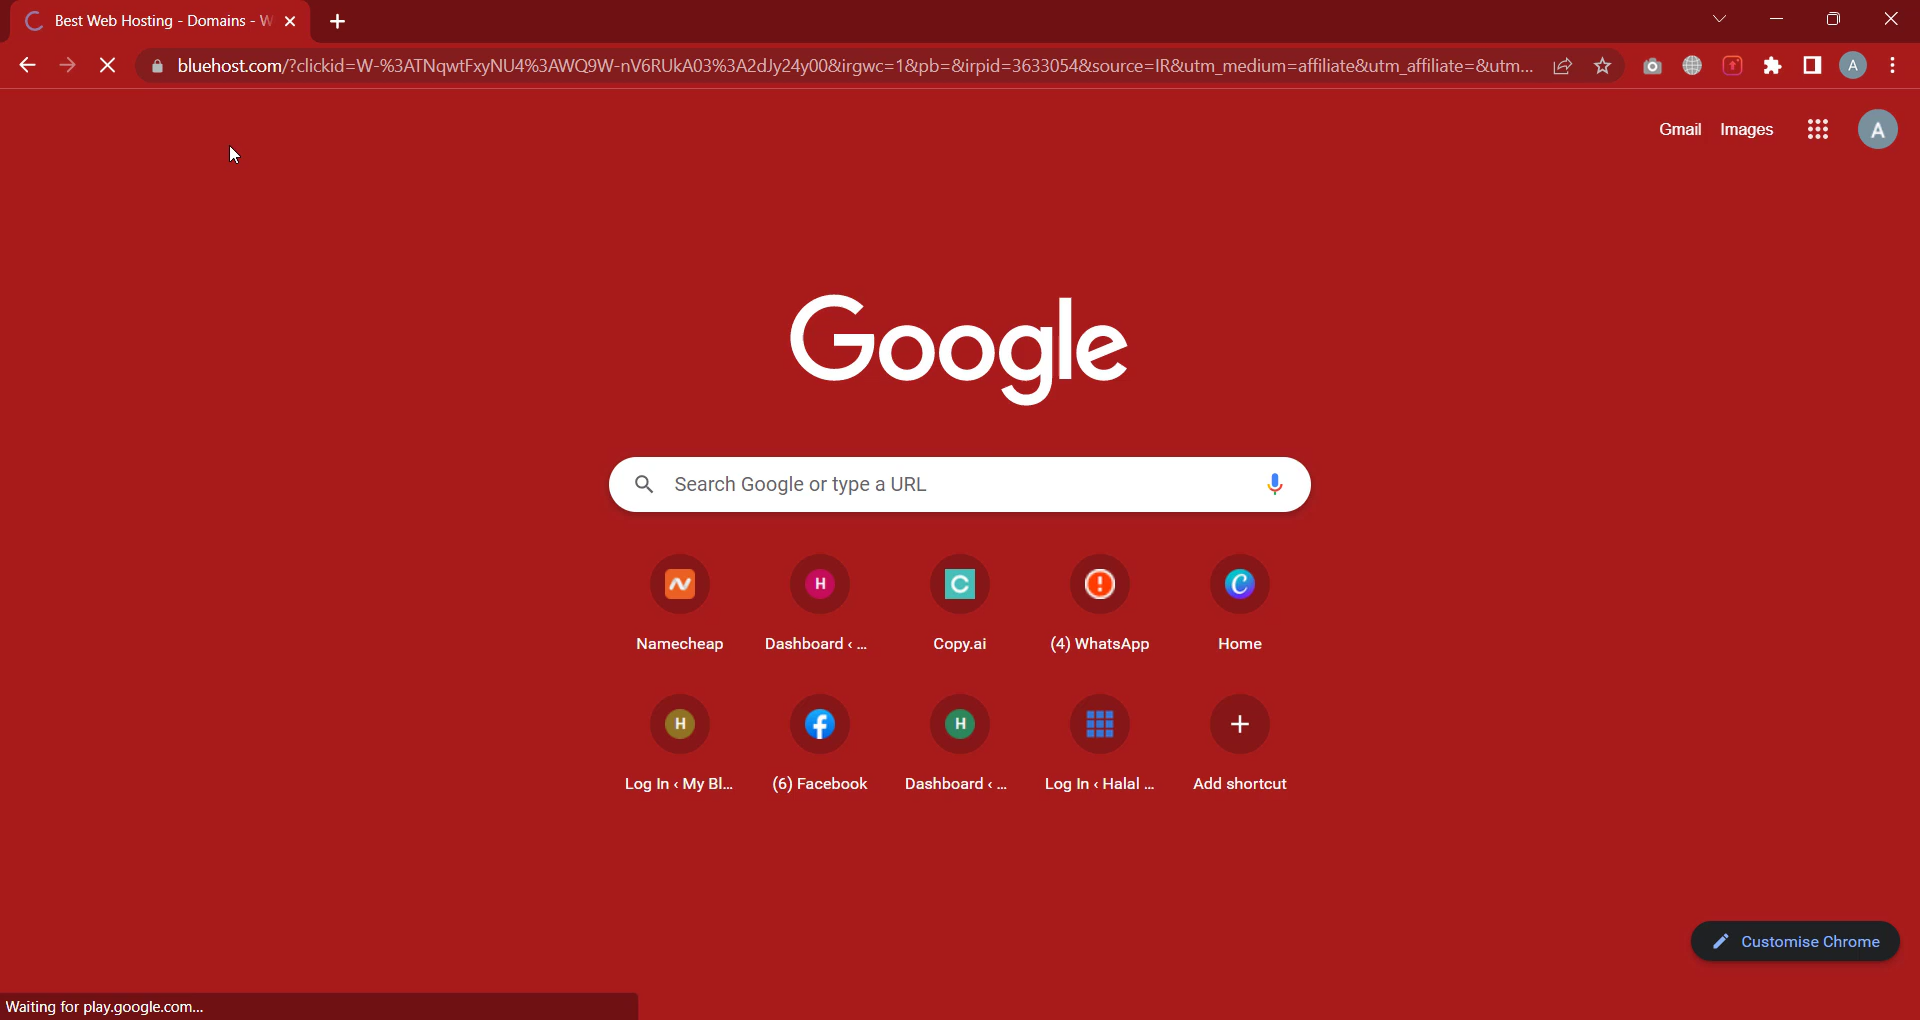 Best Web Hosting - Domains - W
bluehost.com/?clickid=W-%3ATNqwtFxyNU4%3AWQ9W-nV6RUkA03%3A2dJy24y00&irgwc=1&pb=&irpid=3633054&source=IR&utm_medium=affiliate&utm_affiliate=&utm...
A
Gmail Images
A
Google
Search Google or type a URL
H
C
C
Namecheap
Dashboard ‹ ...
Copy.ai
(4) WhatsApp
Home
H
H
Log In ‹ My Bl...
(6) Facebook
Dashboard ‹ ...
Log In ‹ Halal ...
Add shortcut
Customise Chrome
Waiting for play.google.com...